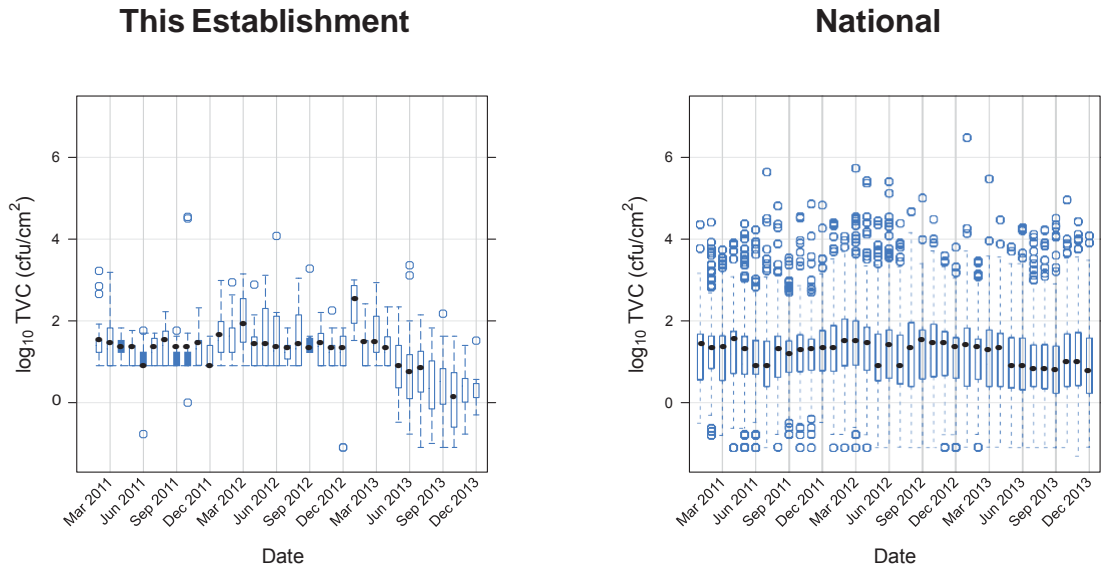 This Establishment
National
log10 TVC (cfu/cm2)
6
4
2
0
Mar 2011
Jun 2011
Sep 2011
Dec 2011
Mar 2012
Jun 2012
Sep 2012
Dec 2012
Mar 2013
Jun 2013
Sep 2013
Dec 2013
Date
log10 TVC (cfu/cm2)
6
4
2
0
Mar 2011
Jun 2011
Sep 2011
Dec 2011
Mar 2012
Jun 2012
Sep 2012
Dec 2012
Mar 2013
Jun 2013
Sep 2013
Dec 2013
Date